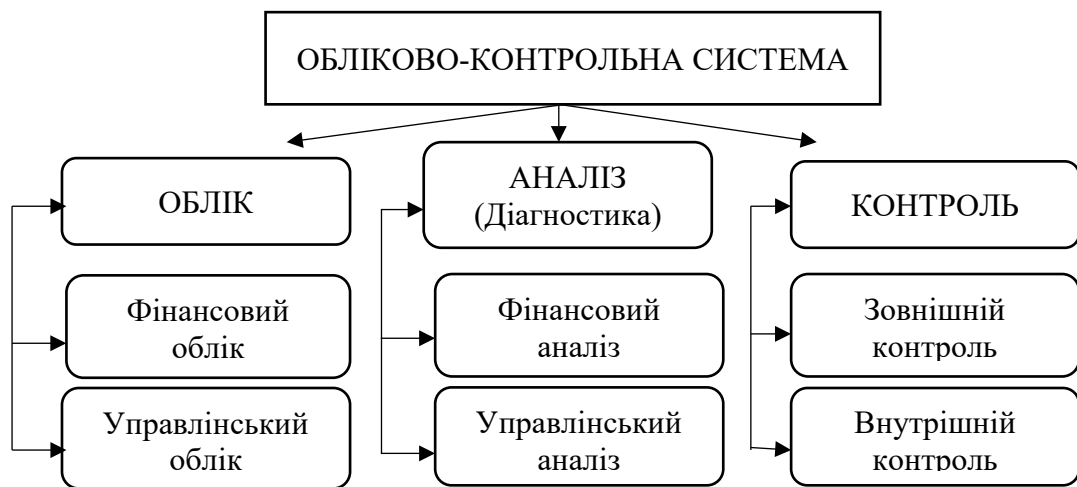 ОБЛІКОВО-КОНТРОЛЬНА СИСТЕМА
ОБЛІК
АНАЛІЗ
(Діагностика)
КОНТРОЛЬ
Фінансовий
облік
Фінансовий
аналіз
Зовнішній
контроль
Управлінський
облік
Управлінський
аналіз
Внутрішній
контроль